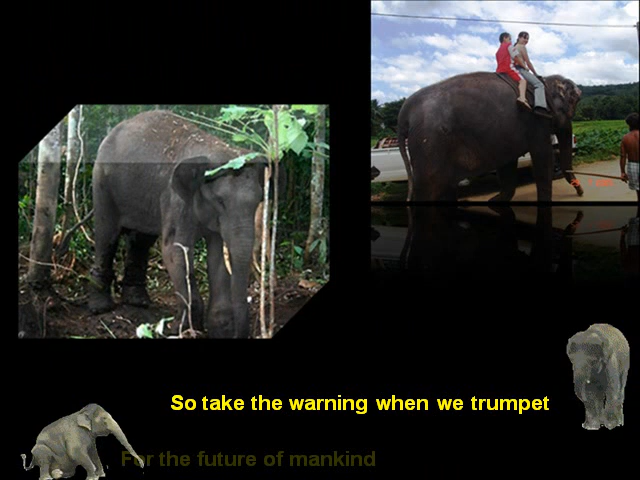 So take the warning when we trumpet
For the future of mankind